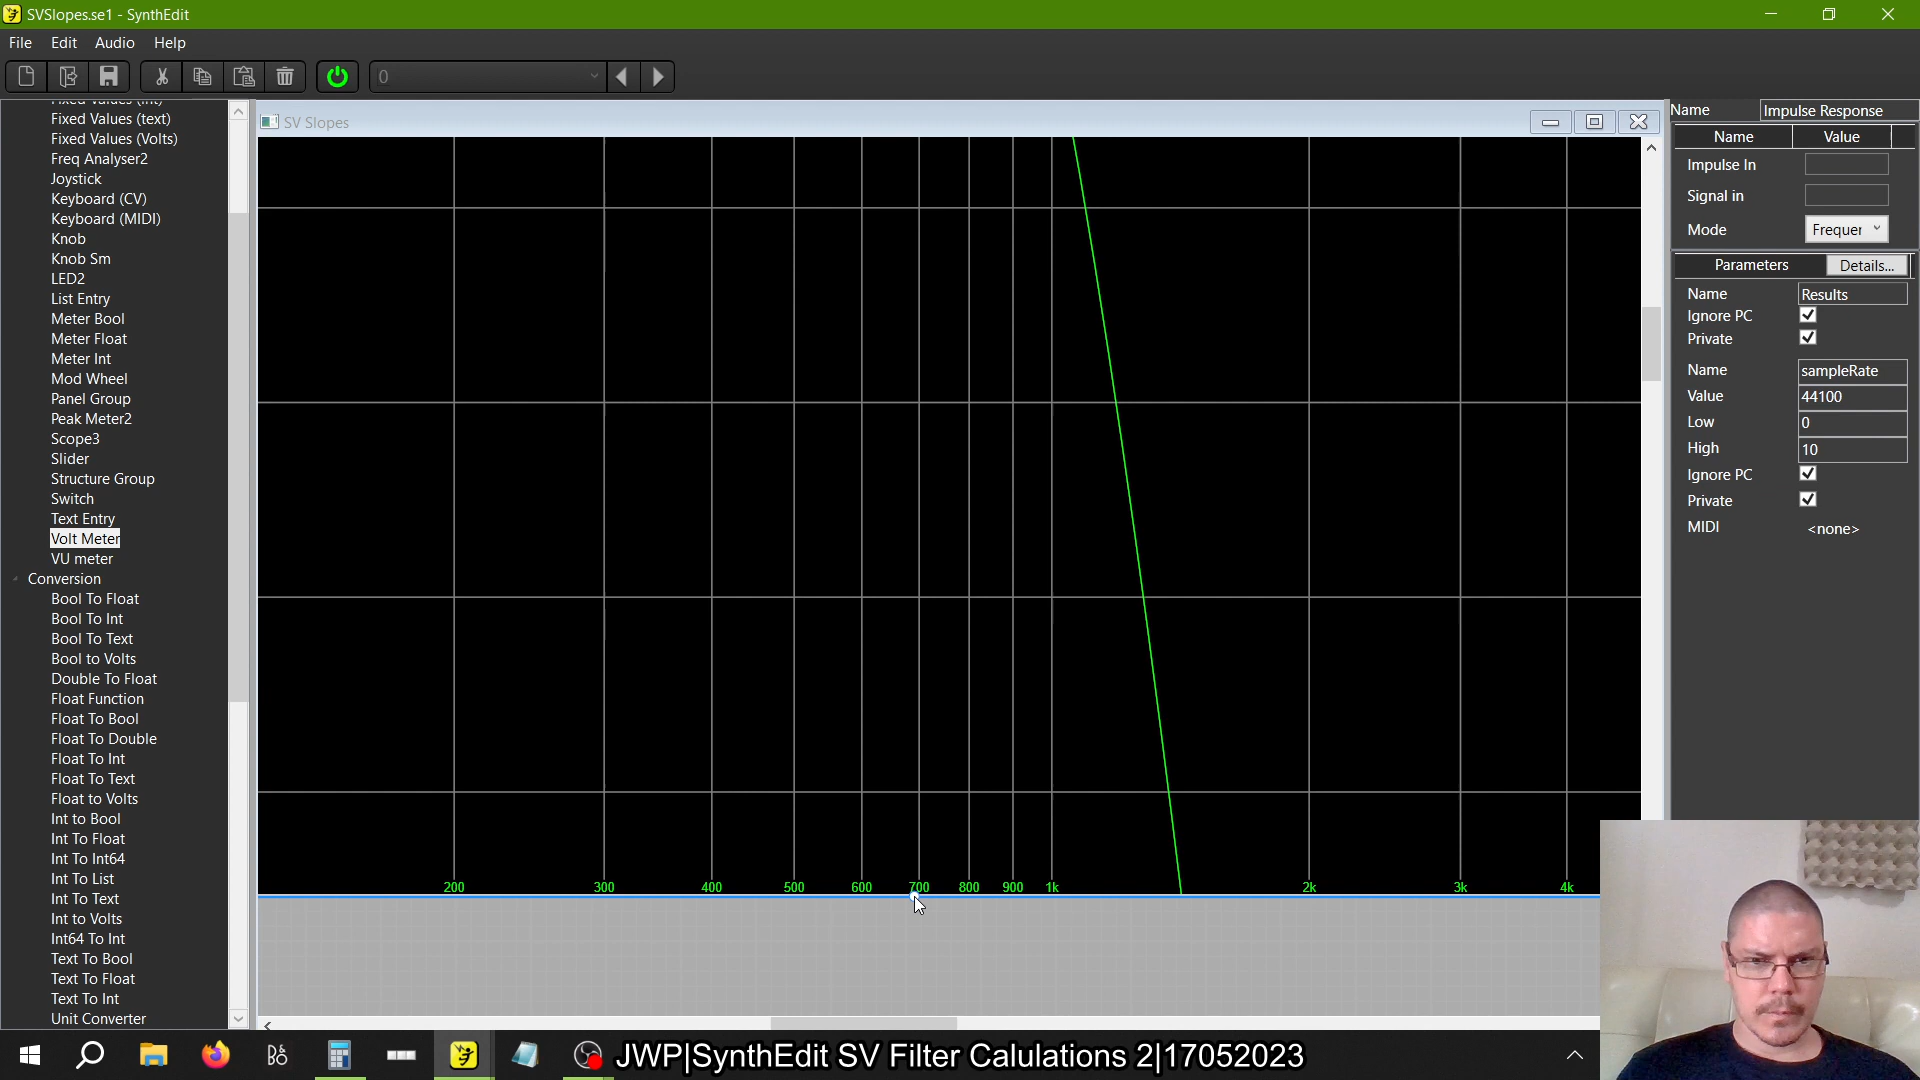 SVSlopes.se1 - SynthEdit
File Edit Audio Help
0
Fixed Values (Int)
Fixed Values (text)
Fixed Values (Volts)
Freq Analyser2
Joystick
Keyboard (CV)
Keyboard (MIDI)
Knob
Knob Sm
LED2
List Entry
Meter Bool
Meter Float
Meter Int
Mod Wheel
Panel Group
Peak Meter2
Scope3
Slider
Structure Group
Switch
Text Entry
Volt Meter
VU meter
Conversion
Bool To Float
Bool To Int
Bool To Text
Bool to Volts
Double To Float
Float Function
Float To Bool
Float To Double
Float To Int
Float To Text
Float to Volts
Int to Bool
Int To Float
Int To Int64
Int To List
Int To Text
Int to Volts
Int64 To Int
Text To Bool
Text To Float
Text To Int
Unit Converter
SV Slopes
200 300 400 500 600 700 800 900 1k 2k 3k 4k
Name Impulse Response
Name Value
Impulse In
Signal in
Mode Frequer
Parameters Details...
Name Results
Ignore PC
Private
Name sampleRate
Value 44100
Low 0
High 10
Ignore PC
Private
MIDI <none>
JWP|SynthEdit SV Filter Calulations 2|17052023